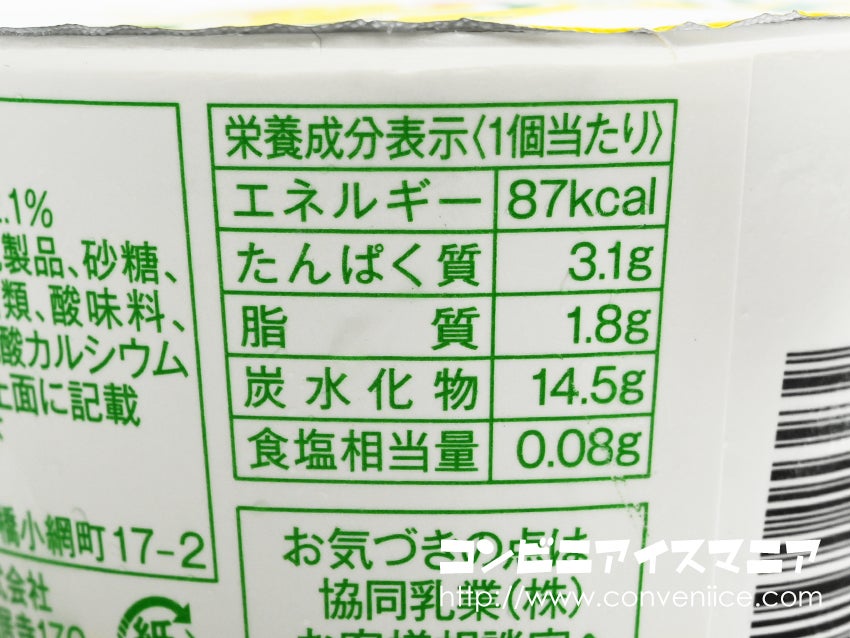 .1%
製品、砂糖、
類、酸味料、
酸カルシウム
上面に記載
小網町17-2
式会社
栄養成分表示〈1個当たり〉
エネルギー 87kcal
たんぱく質 3.1g
脂質 1.8g
炭水化物 14.5g
食塩相当量 0.08g
お気づきの点は
協同乳業(株)
紙
コンビニアイスマニア
http://www.conveniice.com/